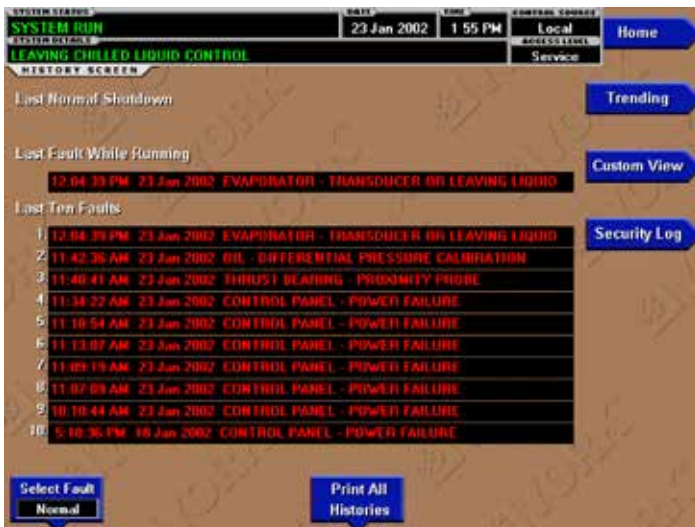 SYSTEM STATUS
SYSTEM RUN
DATE
23 Jan 2002
TIME
1 55 PM
CONTROL SOURCE
Local
SYSTEM DETAILS
LEAVING CHILLED LIQUID CONTROL
ACCESS LEVEL
Service
HISTORY SCREEN
Home
Last Normal Shutdown
Trending
Last Fault While Running
Custom View
12:04:39 PM 23 Jan 2002 EVAPORATOR - TRANSDUCER OR LEAVING LIQUID
Last Ten Faults
Security Log
1 12:04:39 PM 23 Jan 2002 EVAPORATOR - TRANSDUCER OR LEAVING LIQUID
2 11:42:36 AM 23 Jan 2002 OIL - DIFFERENTIAL PRESSURE CALIBRATION
3 11:40:41 AM 23 Jan 2002 THRUST BEARING - PROXIMITY PROBE
4 11:34:22 AM 23 Jan 2002 CONTROL PANEL - POWER FAILURE
5 23 Jan 2002 CONTROL PANEL - POWER FAILURE
6 11:13:07 AM 23 Jan 2002 CONTROL PANEL - POWER FAILURE
7 11:09:19 AM 23 Jan 2002 CONTROL PANEL - POWER FAILURE
8 11:07:09 AM 23 Jan 2002 CONTROL PANEL - POWER FAILURE
9 10:10:44 AM 23 Jan 2002 CONTROL PANEL - POWER FAILURE
10 5:10:36 PM 18 Jan 2002 CONTROL PANEL - POWER FAILURE
Select Fault
Normal
Print All
Histories